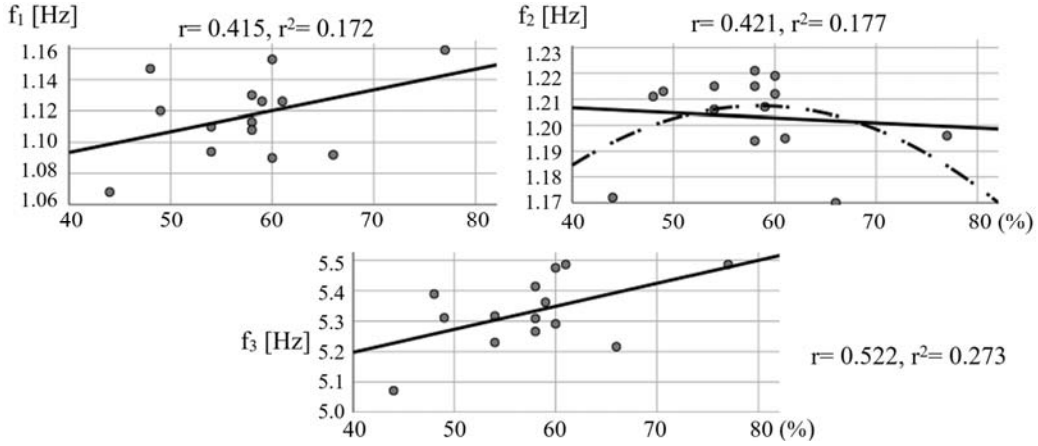 f₁ [Hz]
r= 0.415, r²= 0.172
1.16
1.14
1.12
1.10
1.08
1.06
40 50 60 70 80
f₂ [Hz]
r= 0.421, r²= 0.177
1.23
1.22
1.21
1.20
1.19
1.18
1.17
40 50 60 70 80 (%)
5.5
5.4
5.3
f₃ [Hz]
5.2
5.1
5.0
40 50 60 70 80 (%)
r= 0.522, r²= 0.273